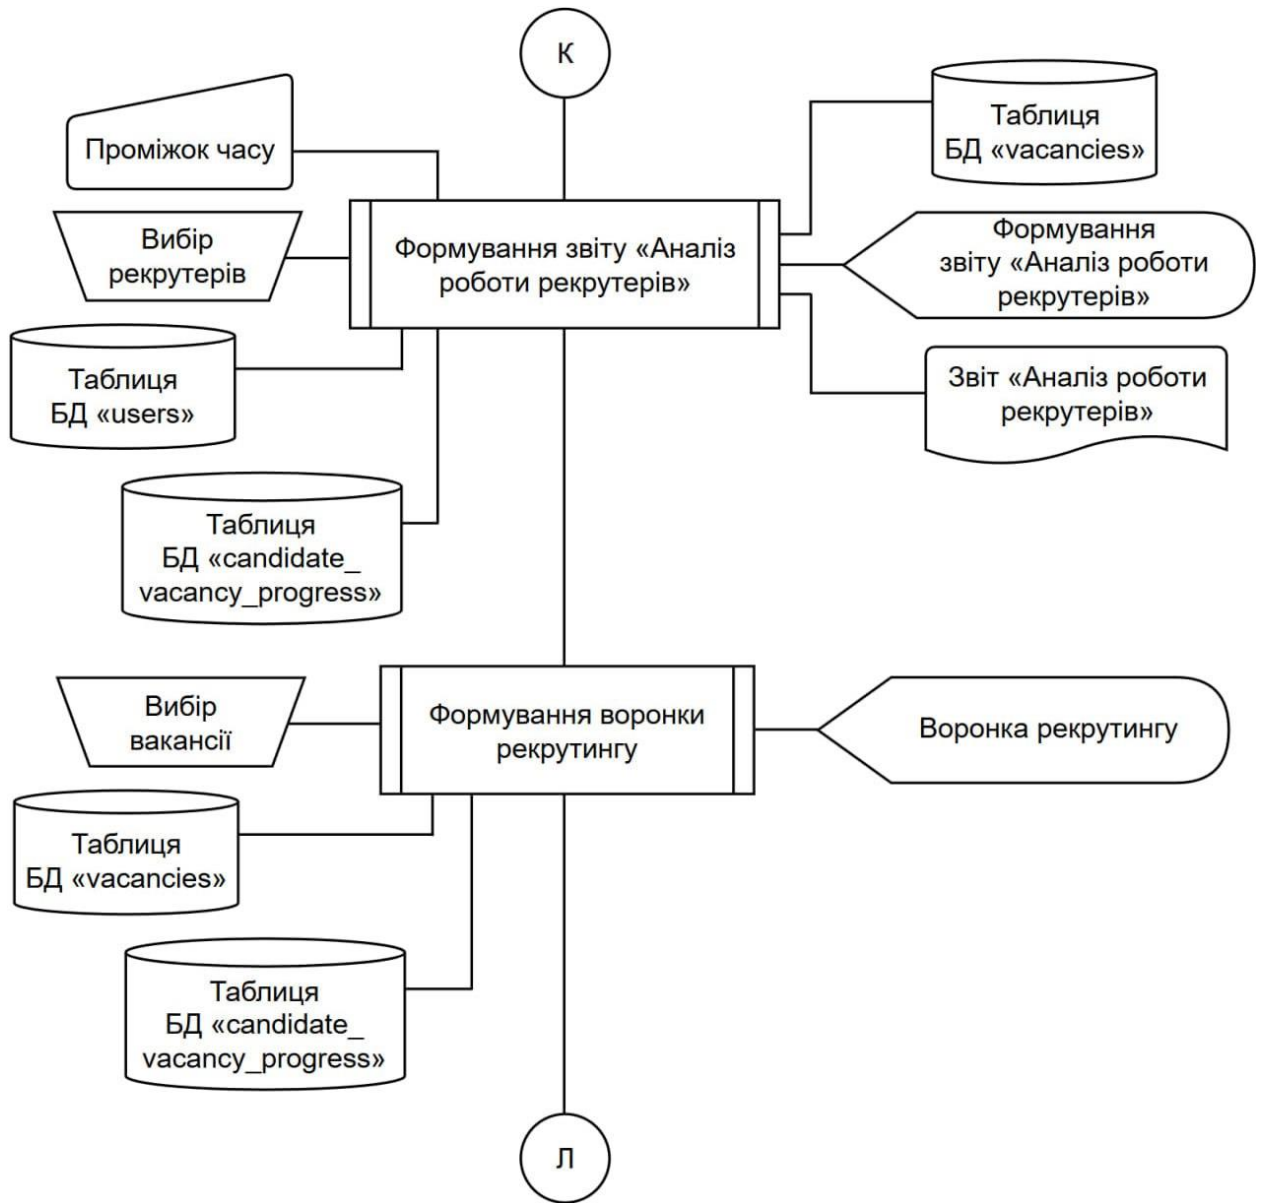 К
Проміжок часу
Таблиця
БД «vacancies»
Вибір
рекрутерів
Формування звіту «Аналіз
роботи рекрутерів»
Формування
звіту «Аналіз роботи
рекрутерів»
Таблиця
БД «users»
Звіт «Аналіз роботи
рекрутерів»
Таблиця
БД «candidate_
vacancy_progress»
Вибір
вакансії
Формування воронки
рекрутингу
Воронка рекрутингу
Таблиця
БД «vacancies»
Таблиця
БД «candidate_
vacancy_progress»
Л